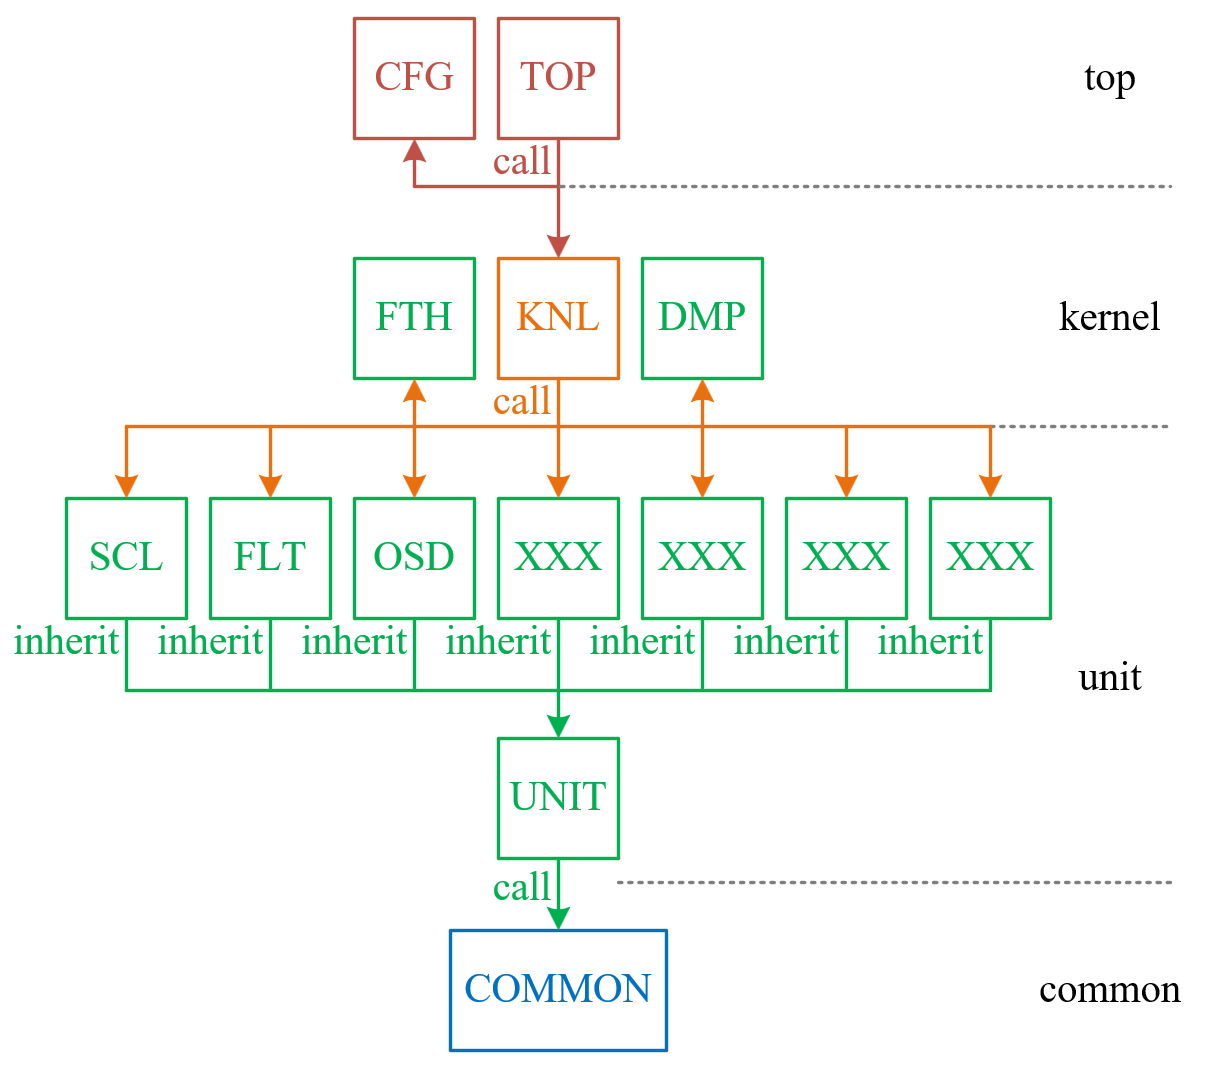 CFG TOP top
call
FTH KNL DMP kernel
call
SCL FLT OSD XXX XXX XXX XXX
inherit inherit inherit inherit inherit inherit inherit
unit
UNIT
call
COMMON common